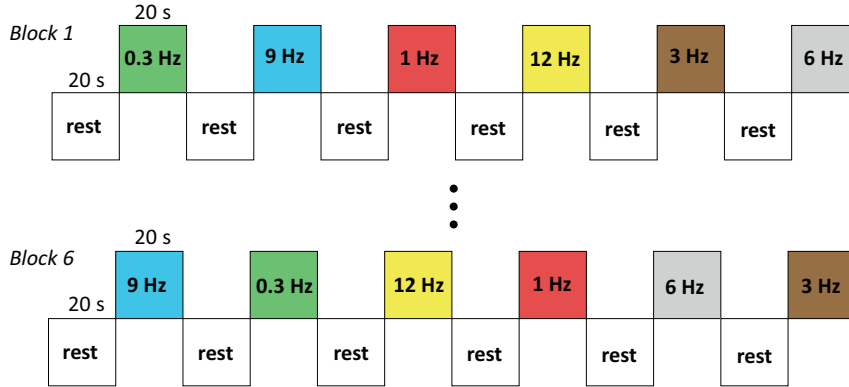 20 s
Block 1
0.3 Hz 9 Hz 1 Hz 12 Hz 3 Hz 6 Hz
20 s
rest rest rest rest rest rest
20 s
Block 6
9 Hz 0.3 Hz 12 Hz 1 Hz 6 Hz 3 Hz
20 s
rest rest rest rest rest rest